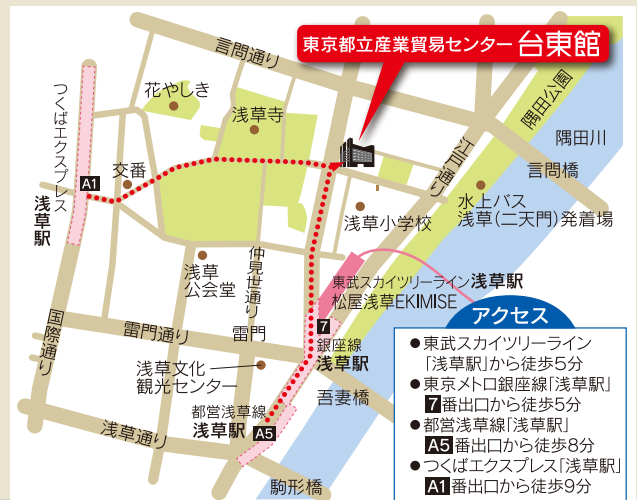 東京都立産業貿易センター 台東館
言問通り
花やしき
浅草寺
つくばエクスプレス
浅草駅
A1
交番
隅田公園
隅田川
言問橋
江戸通り
水上バス
浅草(二天門)発着場
浅草小学校
浅草
公会堂
仲見世通り
東武スカイツリーライン浅草駅
松屋浅草EKIMISE
国際通り
雷門通り
雷門
7
銀座線
浅草駅
浅草文化
観光センター
吾妻橋
都営浅草線
浅草駅
A5
浅草通り
駒形橋
アクセス
●東武スカイツリーライン
「浅草駅」から徒歩5分
●東京メトロ銀座線「浅草駅」
7番出口から徒歩5分
●都営浅草線「浅草駅」
A5番出口から徒歩8分
●つくばエクスプレス「浅草駅」
A1番出口から徒歩9分